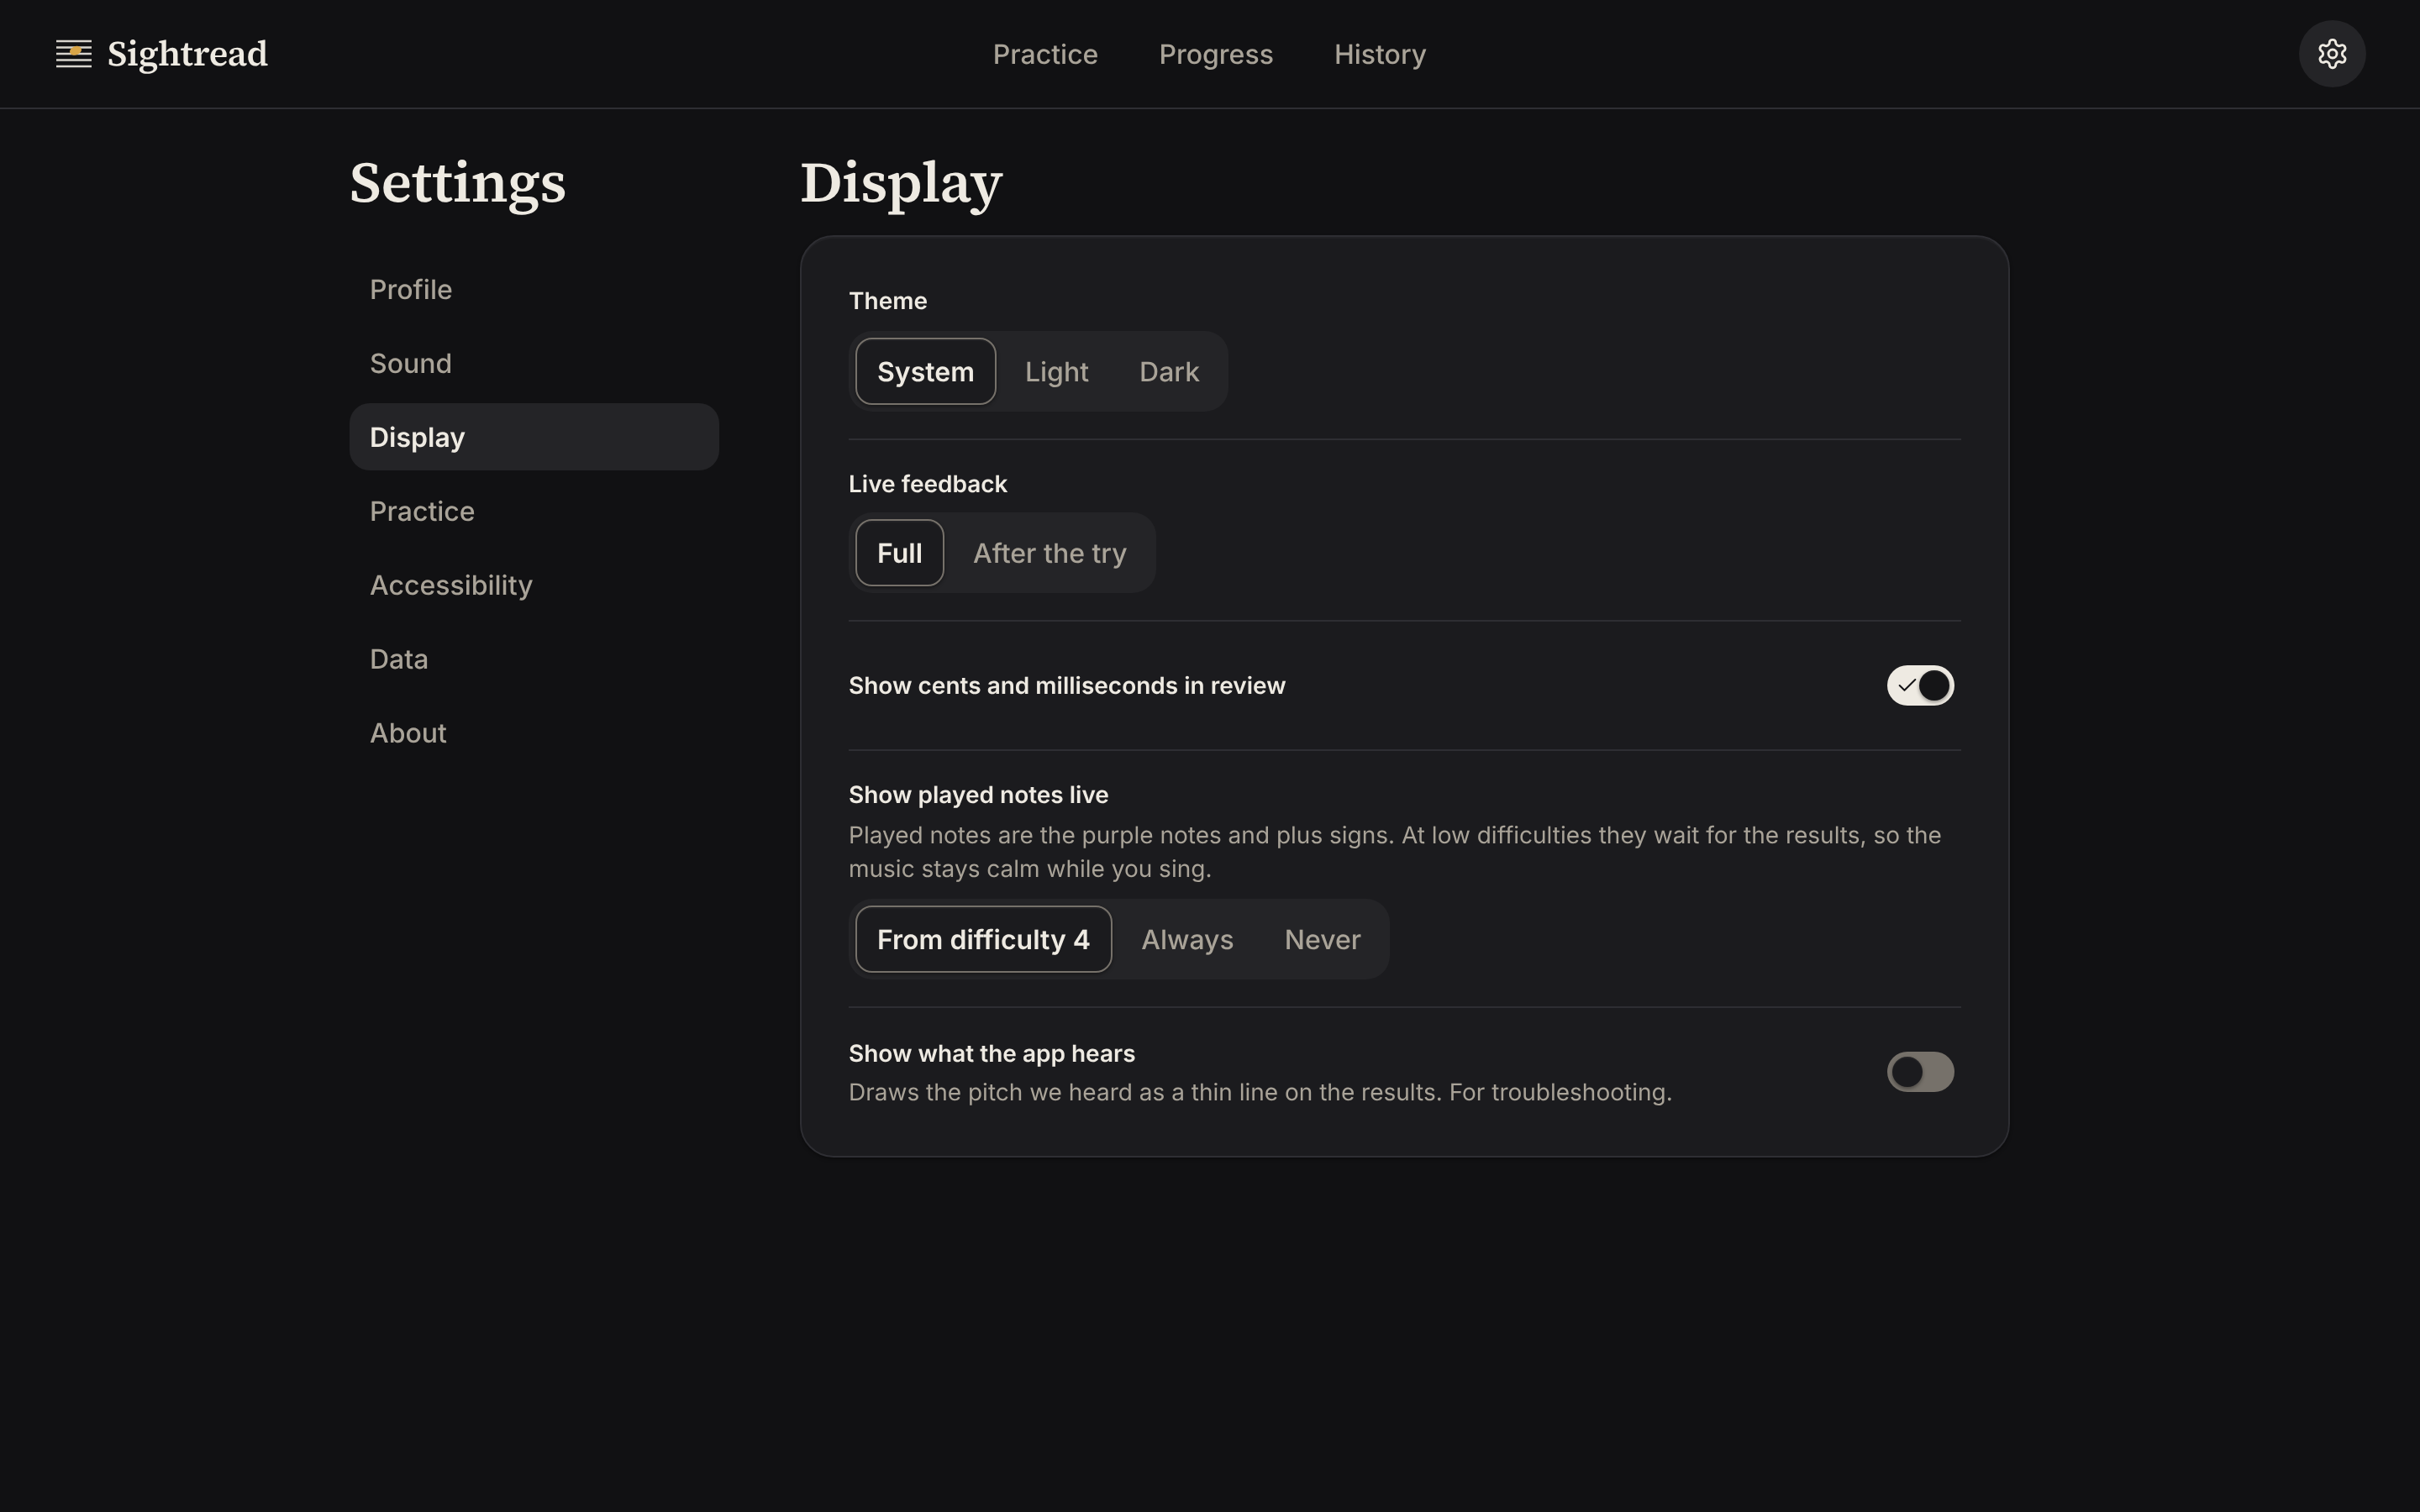 Sightread
Practice
Progress
History
Settings
Profile
Sound
Display
Practice
Accessibility
Data
About
Display
Theme
System
Light
Dark
Live feedback
Full
After the try
Show cents and milliseconds in review
Show played notes live
Played notes are the purple notes and plus signs. At low difficulties they wait for the results, so the
music stays calm while you sing.
From difficulty 4
Always
Never
Show what the app hears
Draws the pitch we heard as a thin line on the results. For troubleshooting.